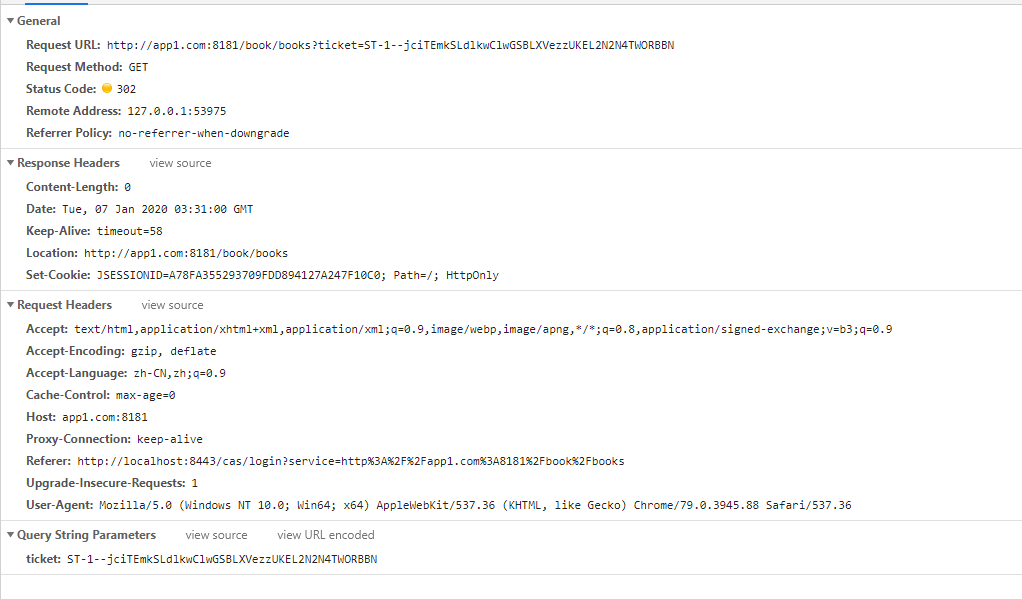 General
Request URL: http://app1.com:8181/book/books?ticket=ST-1--jciTEmkSLdlkwClwGSBLXVezzUKEL2N2N4TWORBBN
Request Method: GET
Status Code: 302
Remote Address: 127.0.0.1:53975
Referrer Policy: no-referrer-when-downgrade
Response Headers view source
Content-Length: 0
Date: Tue, 07 Jan 2020 03:31:00 GMT
Keep-Alive: timeout=58
Location: http://app1.com:8181/book/books
Set-Cookie: JSESSIONID=A78FA355293709FDD894127A247F10C0; Path=/; HttpOnly
Request Headers view source
Accept: text/html,application/xhtml+xml,application/xml;q=0.9,image/webp,image/apng,*/*;q=0.8,application/signed-exchange;v=b3;q=0.9
Accept-Encoding: gzip, deflate
Accept-Language: zh-CN,zh;q=0.9
Cache-Control: max-age=0
Host: app1.com:8181
Proxy-Connection: keep-alive
Referer: http://localhost:8443/cas/login?service=http%3A%2F%2Fapp1.com%3A8181%2Fbook%2Fbooks
Upgrade-Insecure-Requests: 1
User-Agent: Mozilla/5.0 (Windows NT 10.0; Win64; x64) AppleWebKit/537.36 (KHTML, like Gecko) Chrome/79.0.3945.88 Safari/537.36
Query String Parameters view source view URL encoded
ticket: ST-1--jciTEmkSLdlkwClwGSBLXVezzUKEL2N2N4TWORBBN